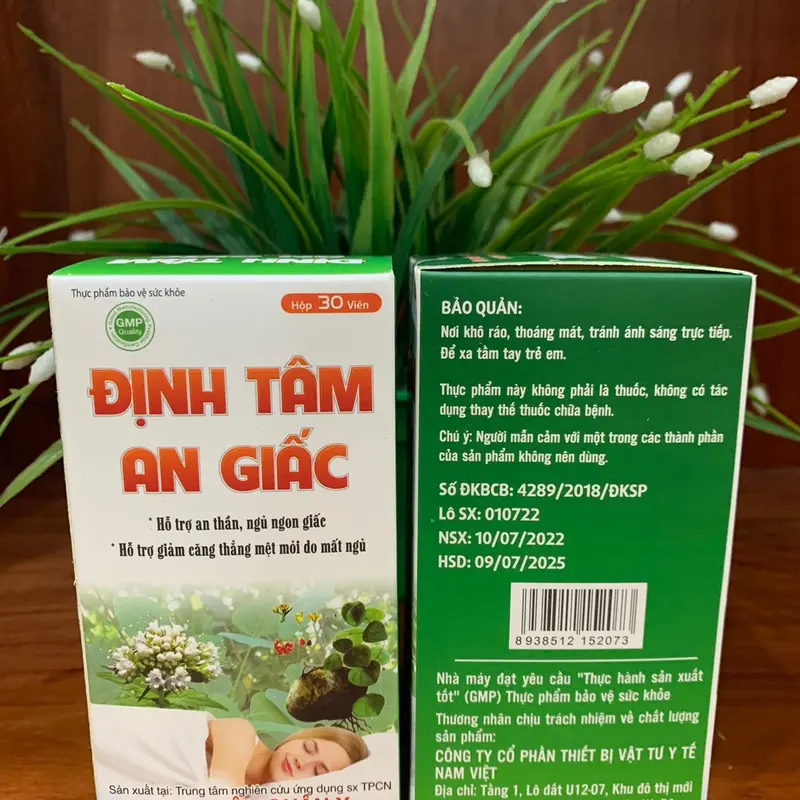 ĐỊNH TÂM
Thực phẩm bảo vệ sức khỏe
Hộp 30 Viên
GMP
Quality
ĐỊNH TÂM
AN GIẤC
* Hỗ trợ an thần, ngủ ngon giấc
* Hỗ trợ giảm căng thẳng mệt mỏi do mất ngủ
Sản xuất tại: Trung tâm nghiên cứu ứng dụng sx TPCN
BẢO QUẢN:
Nơi khô ráo, thoáng mát, tránh ánh sáng trực tiếp.
Để xa tầm tay trẻ em.
Thực phẩm này không phải là thuốc, không có tác
dụng thay thế thuốc chữa bệnh.
Chú ý: Người mẫn cảm với một trong các thành phần
của sản phẩm không nên dùng.
Số ĐKBCB: 4289/2018/ĐKSP
Lô SX: 010722
NSX: 10/07/2022
HSD: 09/07/2025
8938512 152073
Nhà máy đạt yêu cầu "Thực hành sản xuất
tốt" (GMP) Thực phẩm bảo vệ sức khỏe
Thương nhân chịu trách nhiệm về chất lượng
sản phẩm:
CÔNG TY CỔ PHẦN THIẾT BỊ VẬT TƯ Y TẾ
NAM VIỆT
Địa chỉ: Tầng 1, Lô đất U12-07, Khu đô thị mới